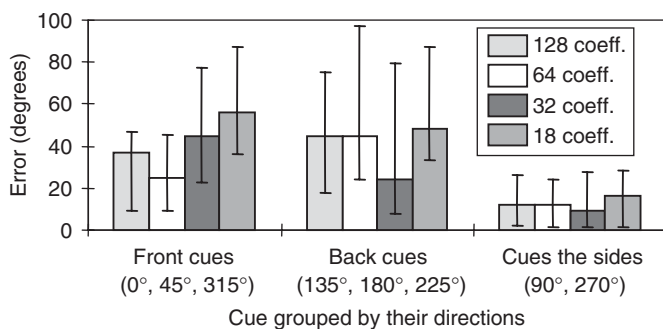 100
80
60
40
20
0
Error (degrees)
128 coeff.
64 coeff.
32 coeff.
18 coeff.
Front cues
(0°, 45°, 315°)
Back cues
(135°, 180°, 225°)
Cues the sides
(90°, 270°)
Cue grouped by their directions